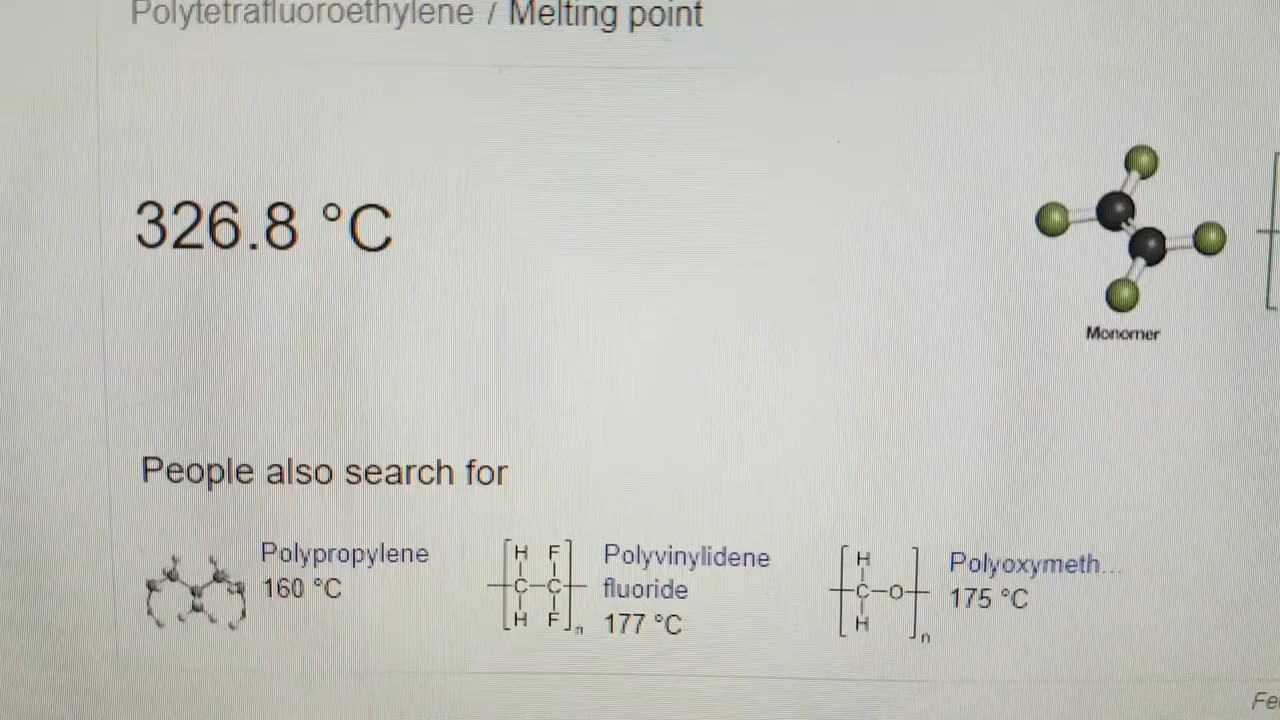 Polytetrafluoroethylene / Melting point
326.8 °C
Monomer
People also search for
Polypropylene
160 °C
H F
C C
H F
n
Polyvinylidene
fluoride
177 °C
H
C O
H
n
Polyoxymeth...
175 °C